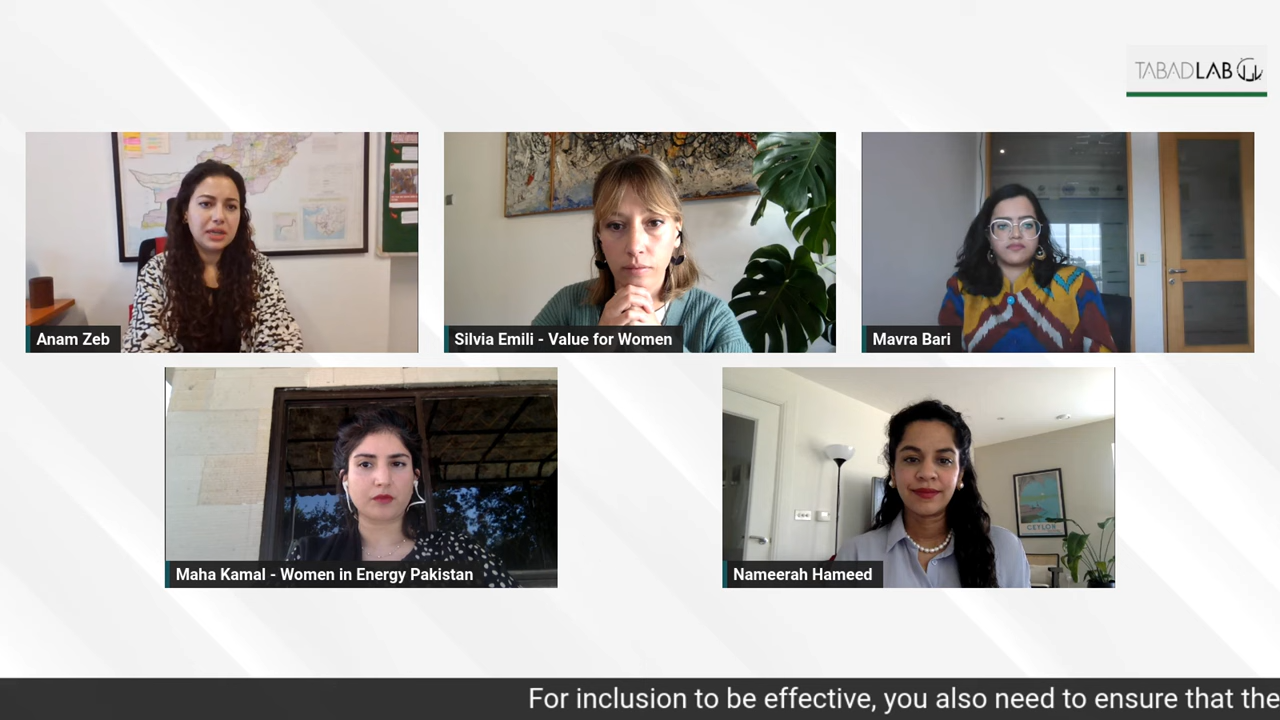 TABADLAB
Anam Zeb
Silvia Emili - Value for Women
Mavra Bari
Maha Kamal - Women in Energy Pakistan
CEYLON
Nameerah Hameed
For inclusion to be effective, you also need to ensure that the